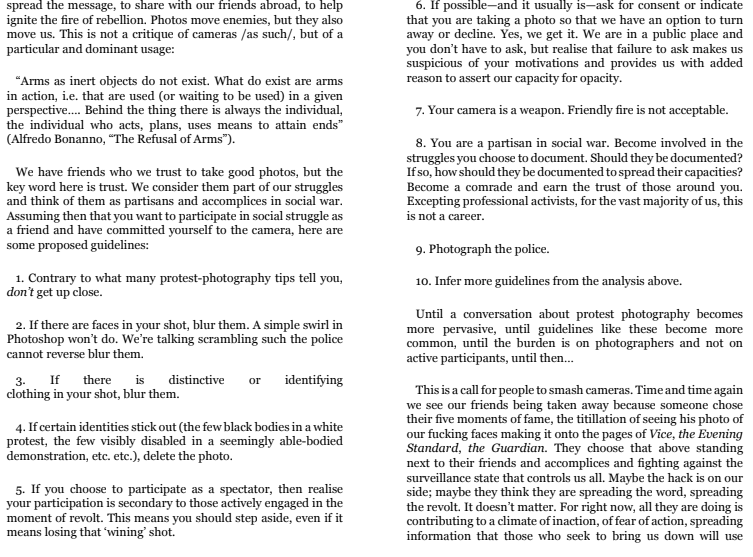 spread the message, to share with our friends abroad, to help
ignite the fire of rebellion. Photos move enemies, but they also
move us. This is not a critique of cameras /as such/, but of a
particular and dominant usage:
“Arms as inert objects do not exist. What do exist are arms
in action, i.e. that are used (or waiting to be used) in a given
perspective.... Behind the thing there is always the individual,
the individual who acts, plans, uses means to attain ends”
(Alfredo Bonanno, “The Refusal of Arms”).
We have friends who we trust to take good photos, but the
key word here is trust. We consider them part of our struggles
and think of them as partisans and accomplices in social war.
Assuming then that you want to participate in social struggle as
a friend and have committed yourself to the camera, here are
some proposed guidelines:
1. Contrary to what many protest-photography tips tell you,
don’t get up close.
2. If there are faces in your shot, blur them. A simple swirl in
Photoshop won’t do. We’re talking scrambling such the police
cannot reverse blur them.
3. If there is distinctive or identifying
clothing in your shot, blur them.
4. If certain identities stick out (the few black bodies in a white
protest, the few visibly disabled in a seemingly able-bodied
demonstration, etc. etc.), delete the photo.
5. If you choose to participate as a spectator, then realise
your participation is secondary to those actively engaged in the
moment of revolt. This means you should step aside, even if it
means losing that ‘wining’ shot.
6. If possible—and it usually is—ask for consent or indicate
that you are taking a photo so that we have an option to turn
away or decline. Yes, we get it. We are in a public place and
you don’t have to ask, but realise that failure to ask makes us
suspicious of your motivations and provides us with added
reason to assert our capacity for opacity.
7. Your camera is a weapon. Friendly fire is not acceptable.
8. You are a partisan in social war. Become involved in the
struggles you choose to document. Should they be documented?
If so, how should they be documented to spread their capacities?
Become a comrade and earn the trust of those around you.
Excepting professional activists, for the vast majority of us, this
is not a career.
9. Photograph the police.
10. Infer more guidelines from the analysis above.
Until a conversation about protest photography becomes
more pervasive, until guidelines like these become more
common, until the burden is on photographers and not on
active participants, until then...
This is a call for people to smash cameras. Time and time again
we see our friends being taken away because someone chose
their five moments of fame, the titillation of seeing his photo of
our fucking faces making it onto the pages of Vice, the Evening
Standard, the Guardian. They choose that above standing
next to their friends and accomplices and fighting against the
surveillance state that controls us all. Maybe the hack is on our
side; maybe they think they are spreading the word, spreading
the revolt. It doesn’t matter. For right now, all they are doing is
contributing to a climate of inaction, of fear of action, spreading
information that those who seek to bring us down will use